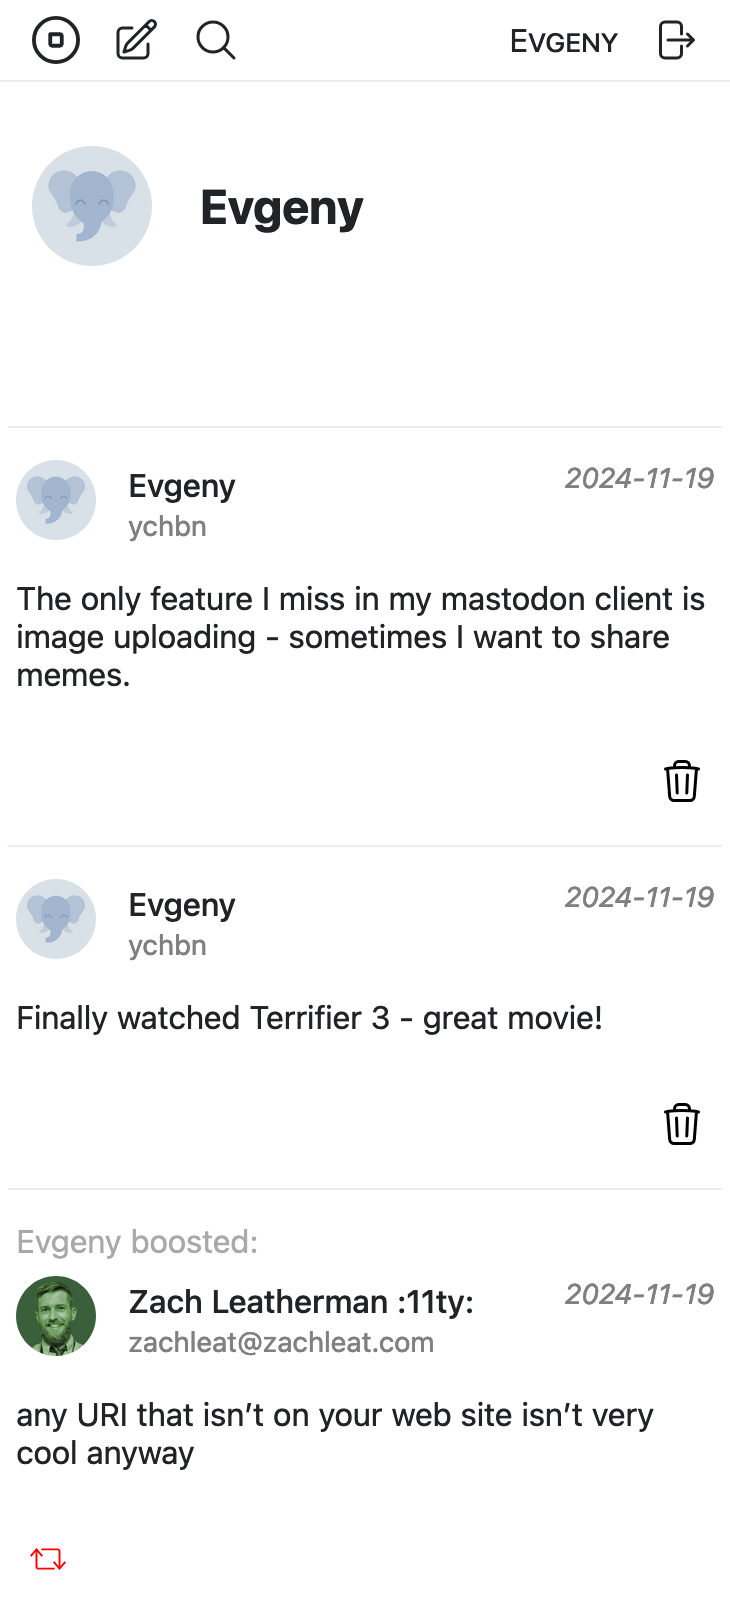 EVGENY
Evgeny
Evgeny
2024-11-19
ychbn
The only feature I miss in my mastodon client is
image uploading - sometimes I want to share
memes.
Evgeny
2024-11-19
ychbn
Finally watched Terrifier 3 - great movie!
Evgeny boosted:
Zach Leatherman :11ty:
2024-11-19
zachleat@zachleat.com
any URI that isn’t on your web site isn’t very
cool anyway